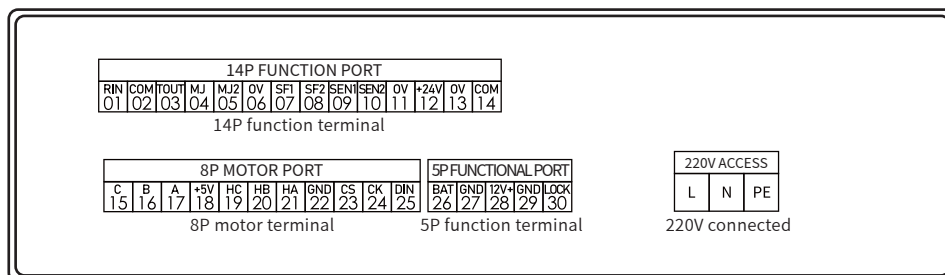 14P FUNCTION PORT
RIN COM TOUT MJ MJ2 0V SF1 SF2 SEN1 SEN2 0V +24V 0V COM
01 02 03 04 05 06 07 08 09 10 11 12 13 14
14P function terminal
8P MOTOR PORT 5P FUNCTIONAL PORT 220V ACCESS
C B A +5V HC HB HA GND CS CK DIN BAT GND 12V+ GND LOCK
15 16 17 18 19 20 21 22 23 24 25 26 27 28 29 30 L N PE
8P motor terminal 5P function terminal 220V connected